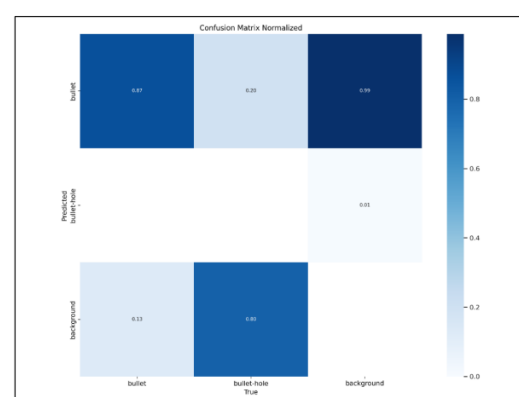 Confusion Matrix Normalized
bullet
0.87
0.20
0.99
0.8
Predicted
bullet-hole
0.01
0.6
0.4
background
0.13
0.80
0.2
0.0
bullet
bullet-hole
background
True